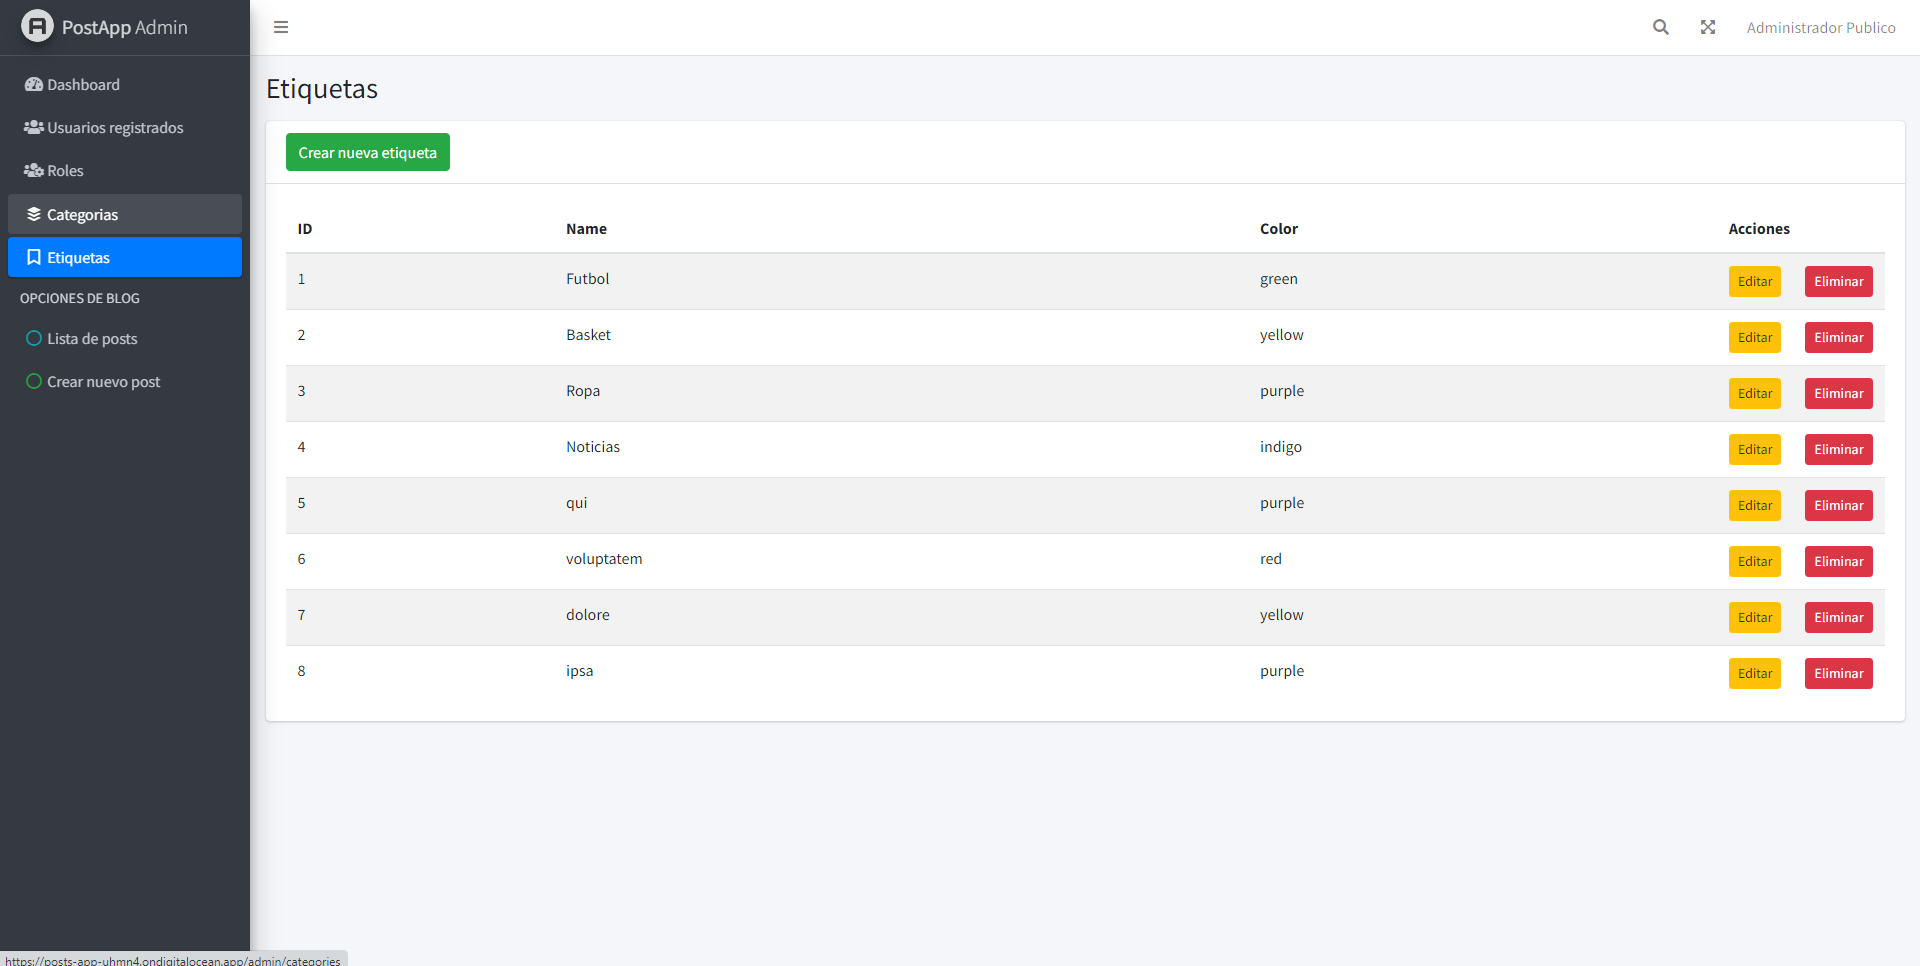 PostApp Admin
Administrador Publico
Dashboard
Usuarios registrados
Roles
Categorias
Etiquetas
OPCIONES DE BLOG
Lista de posts
Crear nuevo post
Etiquetas
Crear nueva etiqueta
ID Name Color Acciones
1 Futbol green Editar Eliminar
2 Basket yellow Editar Eliminar
3 Ropa purple Editar Eliminar
4 Noticias indigo Editar Eliminar
5 qui purple Editar Eliminar
6 voluptatem red Editar Eliminar
7 dolore yellow Editar Eliminar
8 ipsa purple Editar Eliminar
https://posts-app-uhmn4.ondigitalocean.app/admin/categories